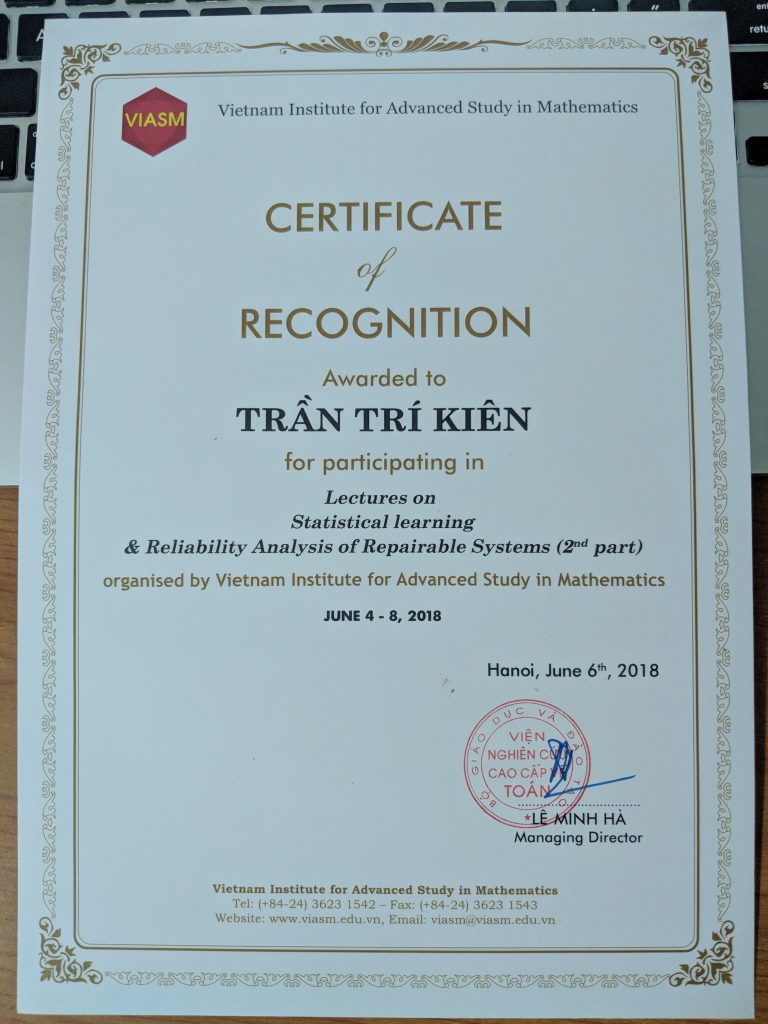 VIASM
Vietnam Institute for Advanced Study in Mathematics
CERTIFICATE
of
RECOGNITION
Awarded to
TRẦN TRÍ KIÊN
for participating in
Lectures on
Statistical learning
& Reliability Analysis of Repairable Systems (2nd part)
organised by Vietnam Institute for Advanced Study in Mathematics
JUNE 4 - 8, 2018
Hanoi, June 6th, 2018
BỘ GIÁO DỤC VÀ ĐÀO TẠO
VIỆN
NGHIÊN CỨU
CAO CẤP VỀ
TOÁN
LÊ MINH HÀ
Managing Director
Vietnam Institute for Advanced Study in Mathematics
Tel: (+84-24) 3623 1542 – Fax: (+84-24) 3623 1543
Website: www.viasm.edu.vn, Email: viasm@viasm.edu.vn